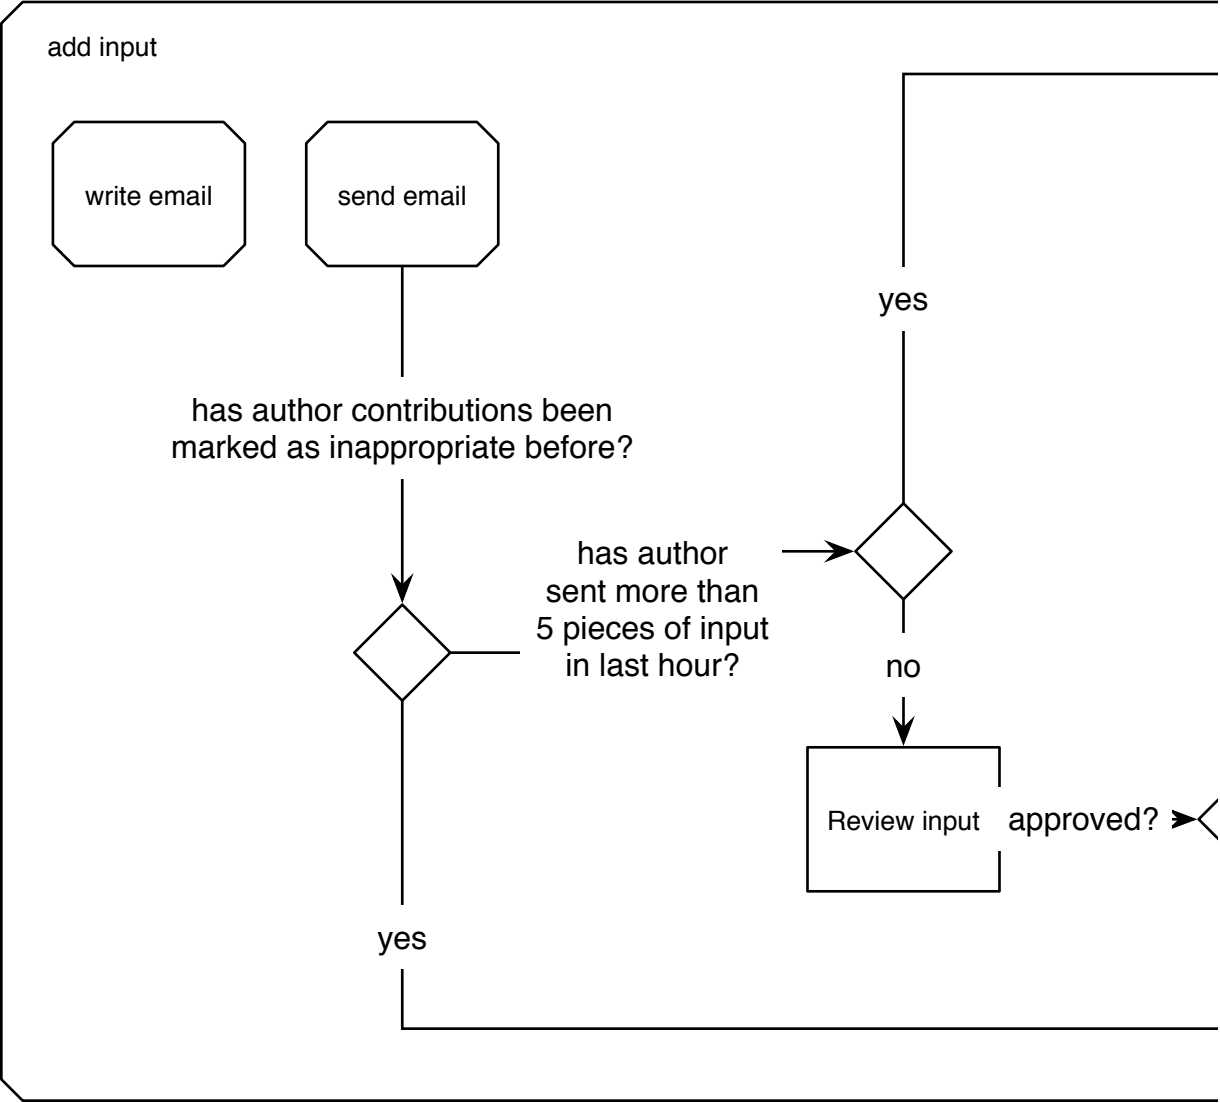 add input
write email
send email
yes
has author contributions been
marked as inappropriate before?
has author
sent more than
5 pieces of input
in last hour?
no
Review input
approved?
yes